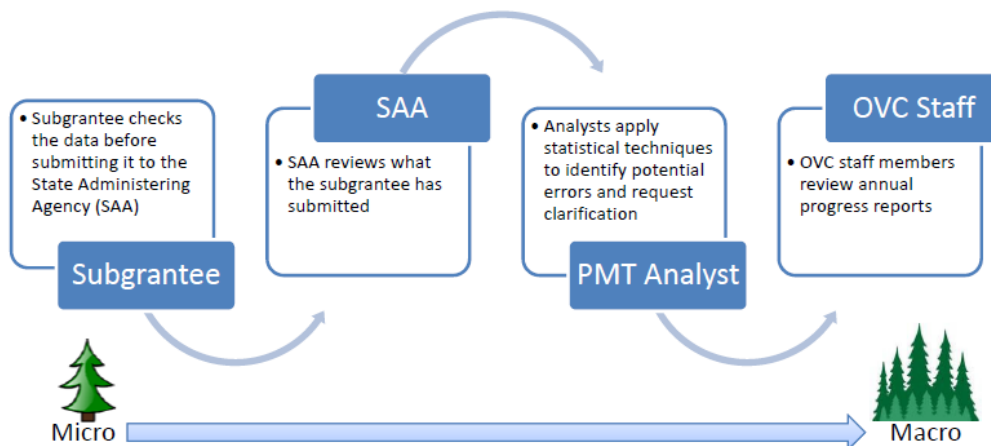 • Subgrantee checks
the data before
submitting it to the
State Administering
Agency (SAA)
Subgrantee
SAA
• SAA reviews what
the subgrantee has
submitted
• Analysts apply
statistical techniques
to identify potential
errors and request
clarification
PMT Analyst
OVC Staff
• OVC staff members
review annual
progress reports
Micro
Macro